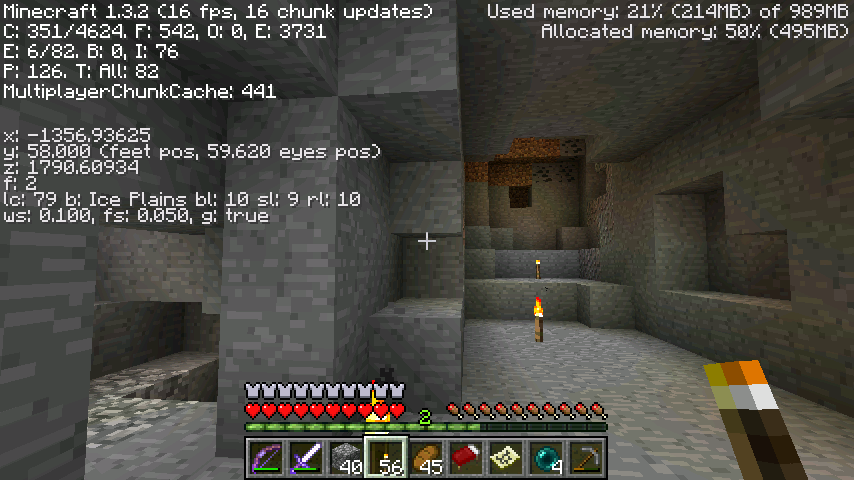 Minecraft 1.3.2 (16 fps, 16 chunk updates)
C: 351/4624. F: 542, O: 0, E: 3731
E: 6/82. B: 0, I: 76
P: 126. T: All: 82
MultiplayerChunkCache: 441
x: -1356.93625
y: 58.000 (feet pos, 59.620 eyes pos)
z: 1790.60934
f: 2
lc: 79 b: Ice Plains bl: 10 sl: 9 rl: 10
ws: 0.100, fs: 0.050, g: true
Used memory: 21% (214MB) of 989MB
Allocated memory: 50% (495MB)
2
40
56
45
4